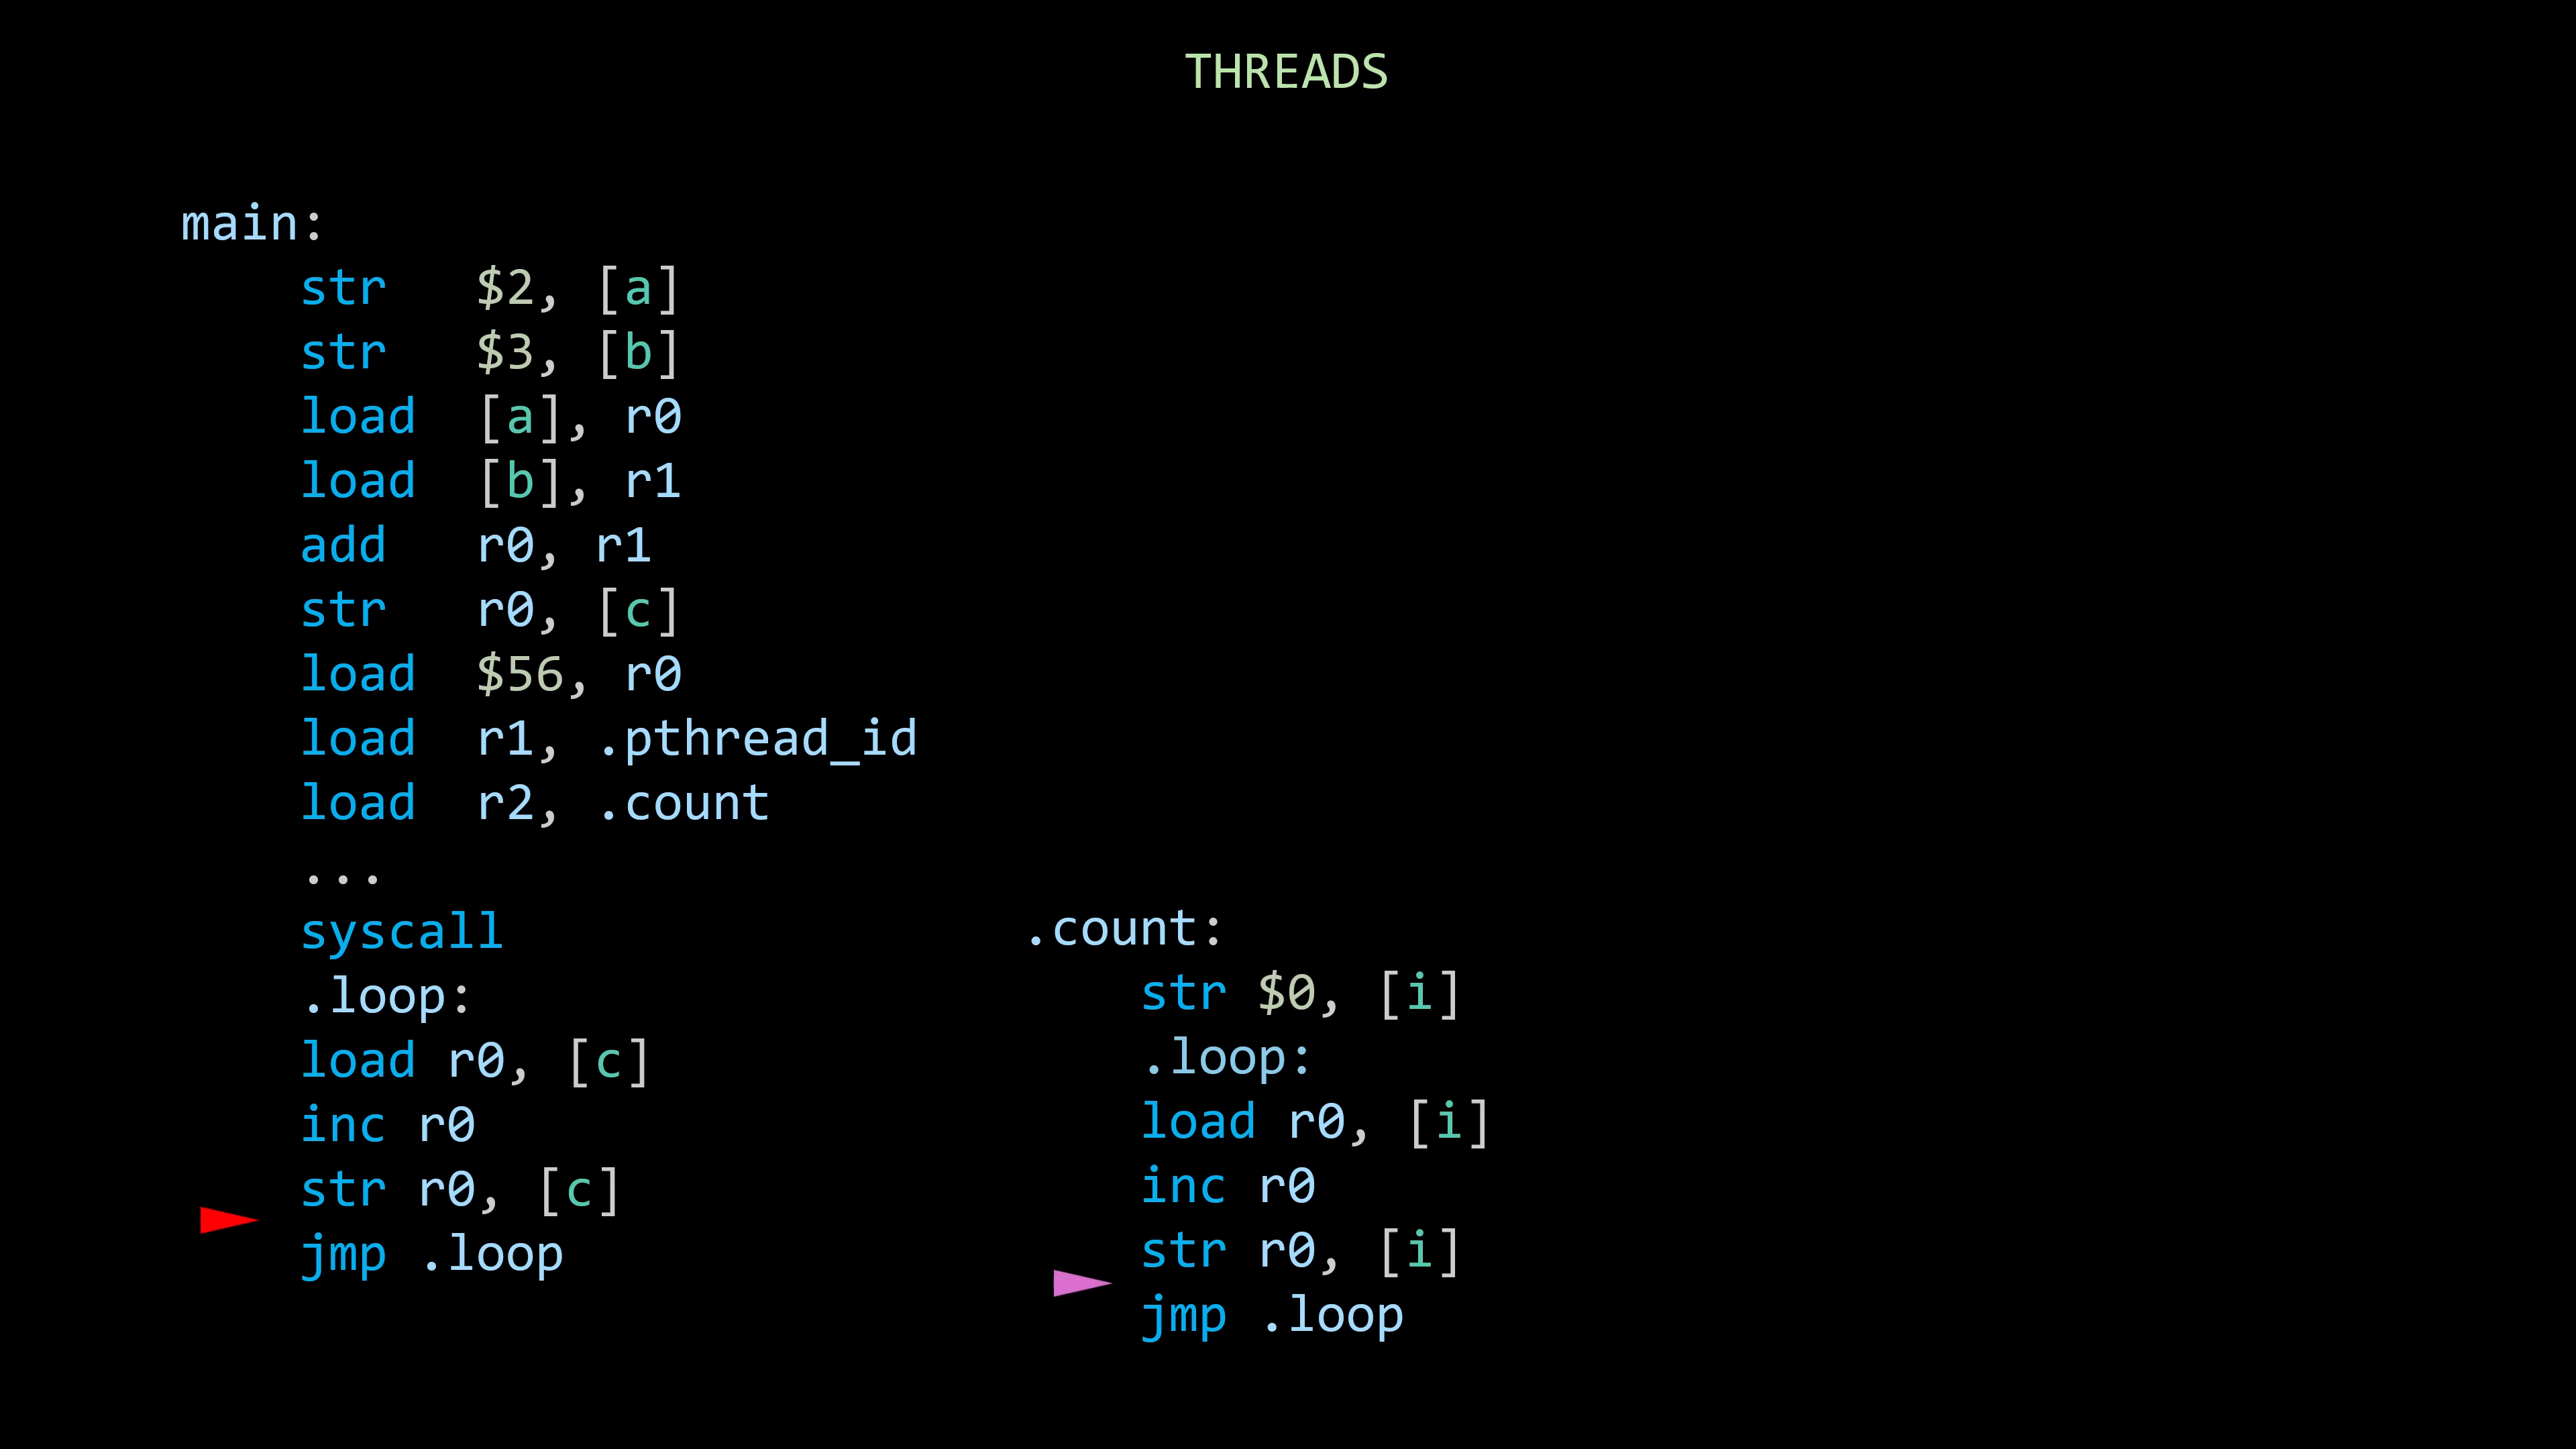 THREADS
main:
str $2, [a]
str $3, [b]
load [a], r0
load [b], r1
add r0, r1
str r0, [c]
load $56, r0
load r1, .pthread_id
load r2, .count
...
syscall
.loop:
load r0, [c]
inc r0
str r0, [c]
jmp .loop
.count:
str $0, [i]
.loop:
load r0, [i]
inc r0
str r0, [i]
jmp .loop